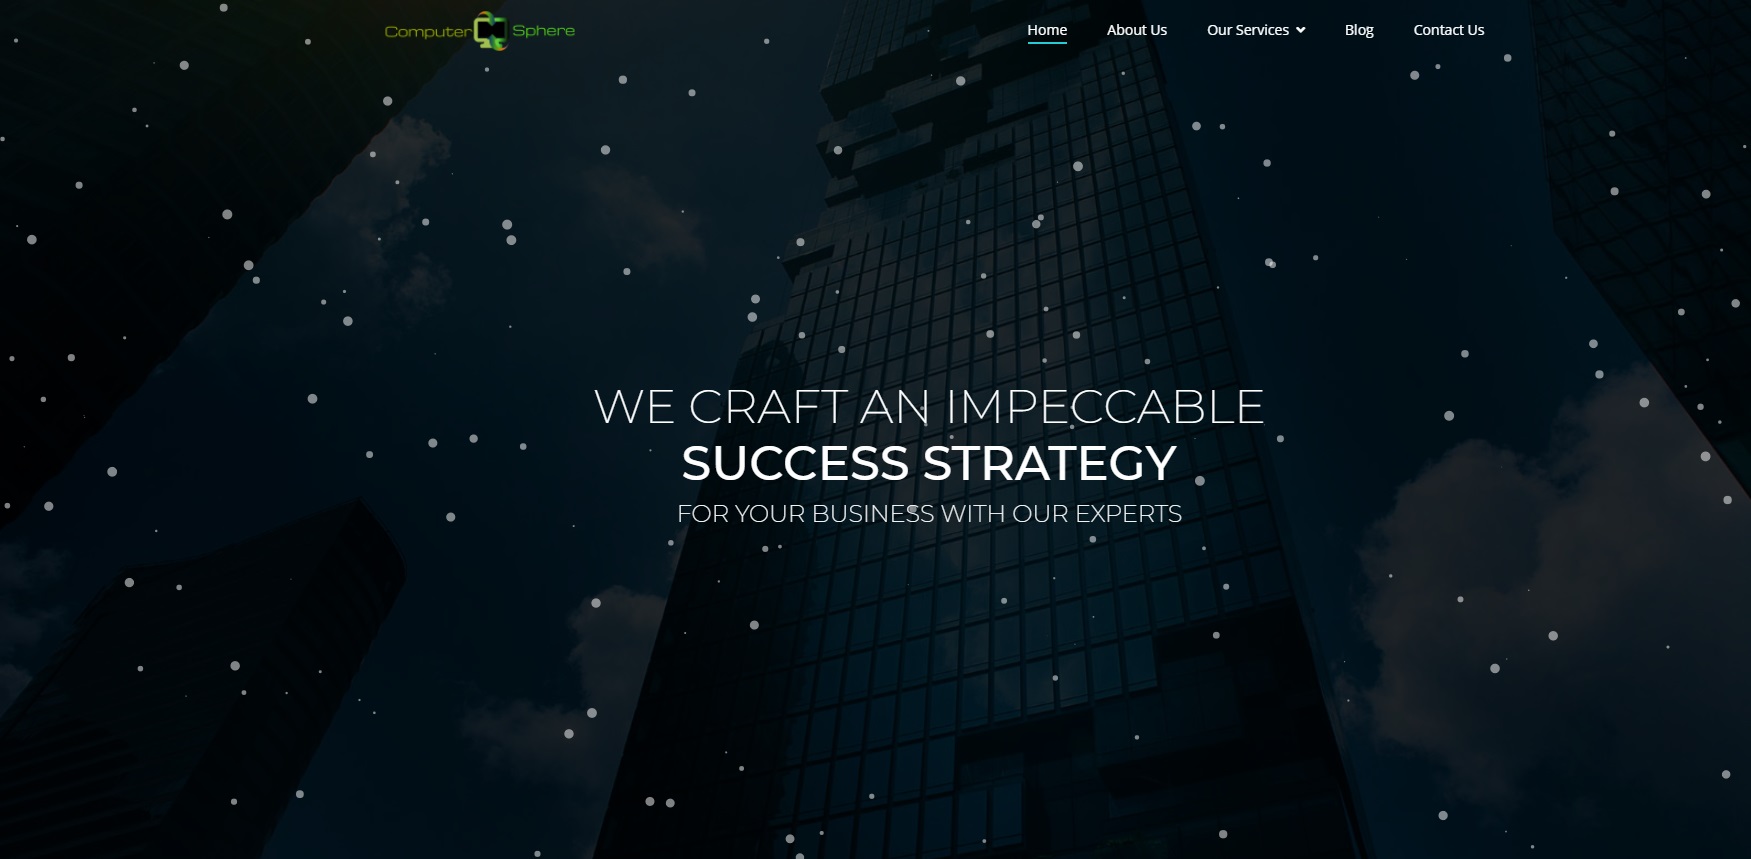 Computer Sphere
Home About Us Our Services Blog Contact Us
WE CRAFT AN IMPECCABLE
SUCCESS STRATEGY
FOR YOUR BUSINESS WITH OUR EXPERTS